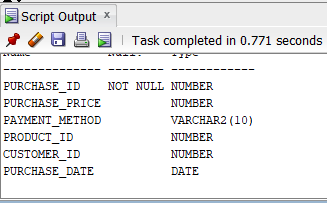 Script Output
Task completed in 0.771 seconds
Name Null? Type
PURCHASE_ID NOT NULL NUMBER
PURCHASE_PRICE NUMBER
PAYMENT_METHOD VARCHAR2(10)
PRODUCT_ID NUMBER
CUSTOMER_ID NUMBER
PURCHASE_DATE DATE